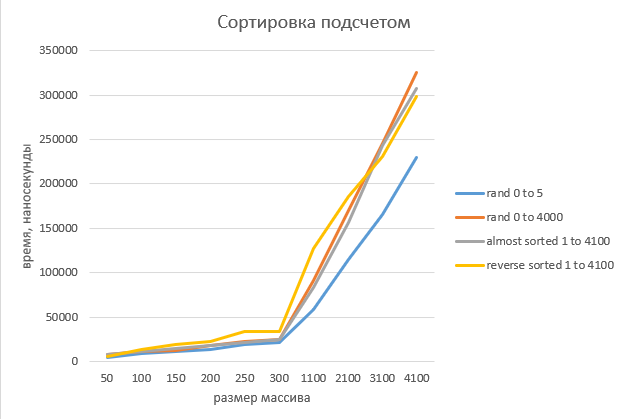 Сортировка подсчетом
350000
300000
250000
200000
150000
100000
50000
0
время, наносекунды
50 100 150 200 250 300 1100 2100 3100 4100
размер массива
rand 0 to 5
rand 0 to 4000
almost sorted 1 to 4100
reverse sorted 1 to 4100